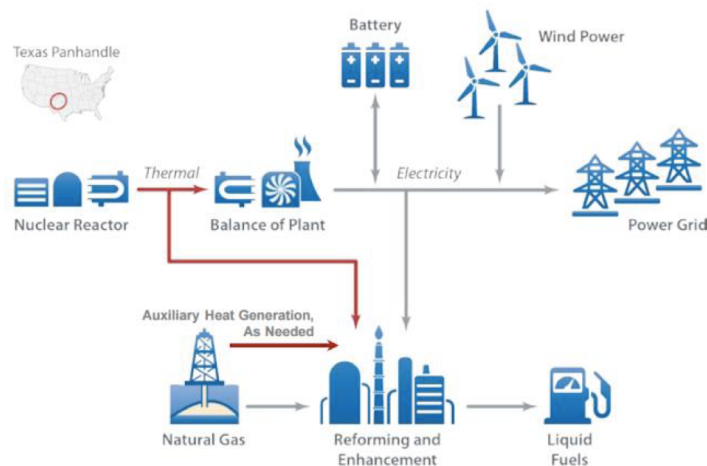 Texas Panhandle
Battery
Wind Power
Thermal
Electricity
Nuclear Reactor
Balance of Plant
Power Grid
Auxiliary Heat Generation,
As Needed
Natural Gas
Reforming and
Enhancement
Liquid
Fuels